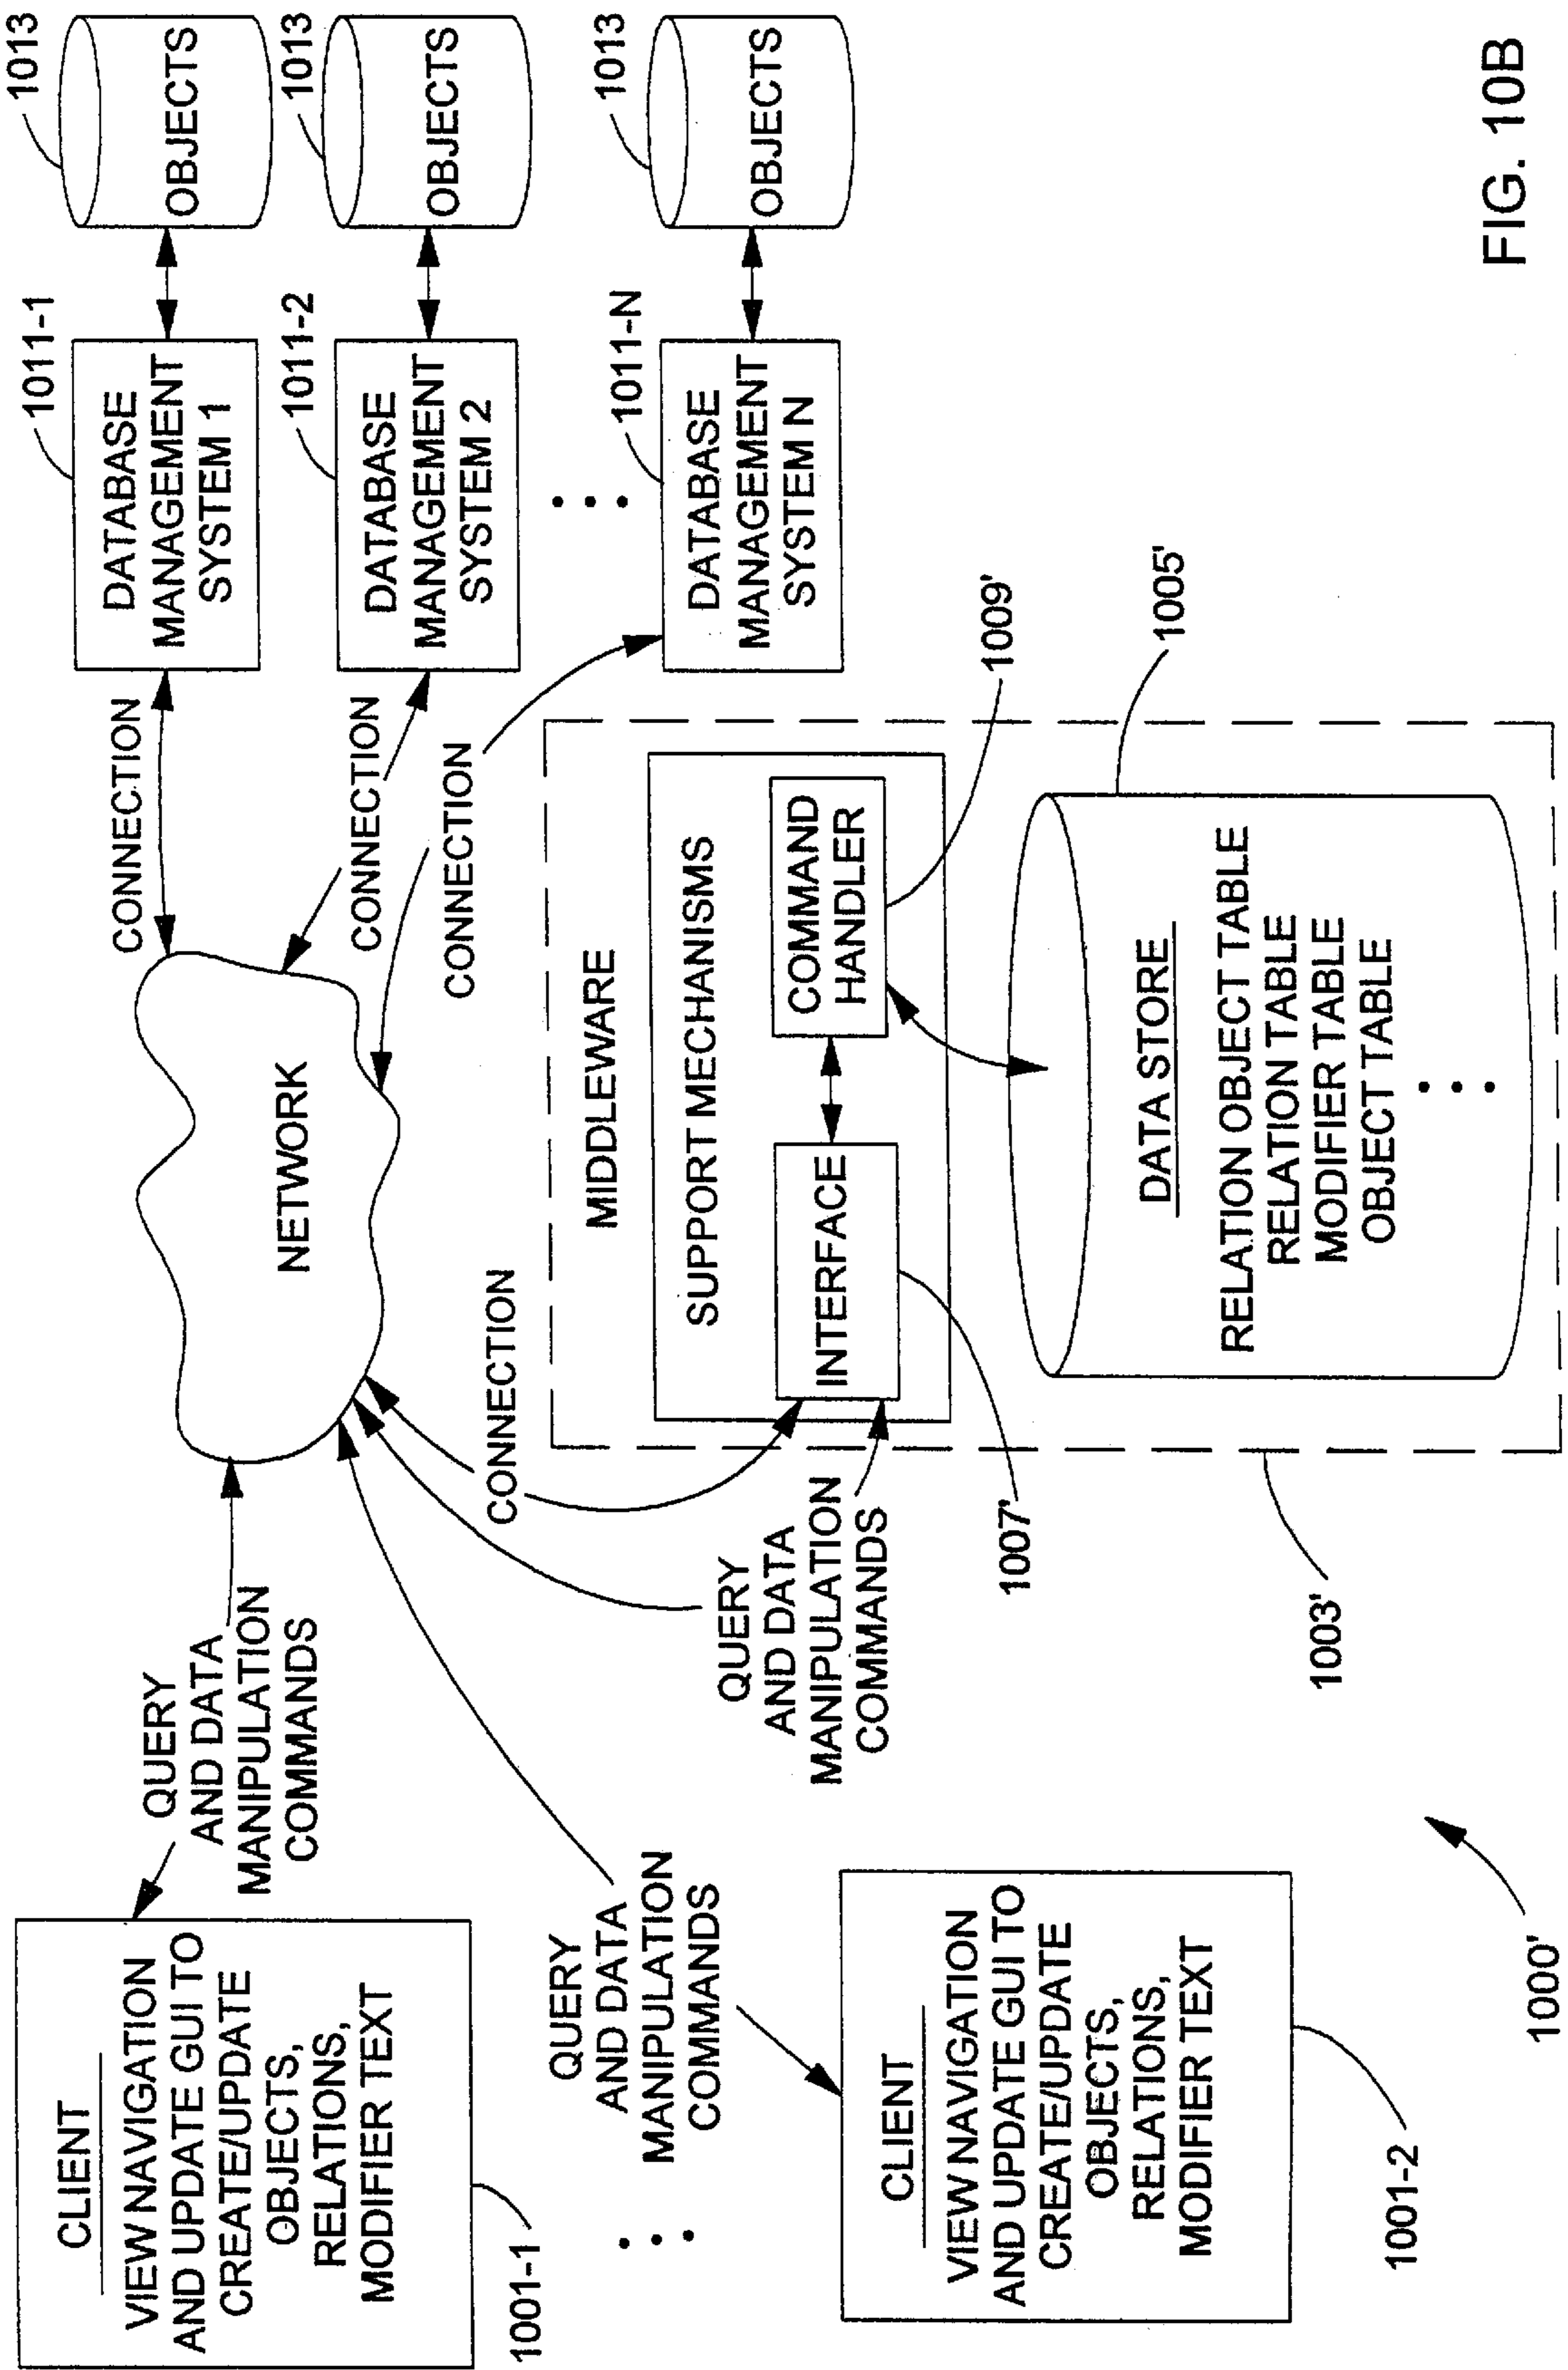 CLIENT
VIEW NAVIGATION
AND UPDATE GUI TO
CREATE/UPDATE
OBJECTS,
RELATIONS,
MODIFIER TEXT
1001-1
QUERY
AND DATA
MANIPULATION
COMMANDS
NETWORK
CONNECTION
DATABASE
MANAGEMENT
SYSTEM 1
1011-1
OBJECTS
1013
CONNECTION
DATABASE
MANAGEMENT
SYSTEM 2
1011-2
OBJECTS
1013
CONNECTION
DATABASE
MANAGEMENT
SYSTEM N
1011-N
OBJECTS
1013
QUERY
AND DATA
MANIPULATION
COMMANDS
CLIENT
VIEW NAVIGATION
AND UPDATE GUI TO
CREATE/UPDATE
OBJECTS,
RELATIONS,
MODIFIER TEXT
1001-2
CONNECTION
QUERY
AND DATA
MANIPULATION
COMMANDS
MIDDLEWARE
SUPPORT MECHANISMS
INTERFACE
COMMAND
HANDLER
1007'
1009'
DATA STORE
RELATION OBJECT TABLE
RELATION TABLE
MODIFIER TABLE
OBJECT TABLE
1005'
1003'
1000'
FIG. 10B